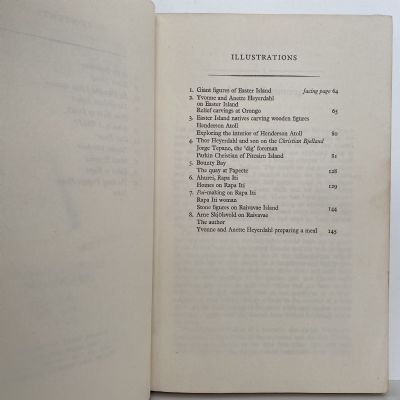 ILLUSTRATIONS
1. Giant figures of Easter Island facing page 64
2. Yvonne and Anette Heyerdahl
on Easter Island
Relief carvings at Orongo 65
3. Easter Island natives carving wooden figures
Henderson Atoll
Exploring the interior of Henderson Atoll 80
4. Thor Heyerdahl and son on the Christian Bjelland
Jorge Tepano, the 'dig' foreman
Parkin Christian of Pitcairn Island 81
5. Bounty Bay
The quay at Papeete 128
6. Ahurei, Rapa Iti
Homes on Rapa Iti 129
7. Poi-making on Rapa Iti
Rapa Iti woman
Stone figures on Raivavae Island 144
8. Arne Skjölsvold on Raivavae
The author
Yvonne and Anette Heyerdahl preparing a meal 145